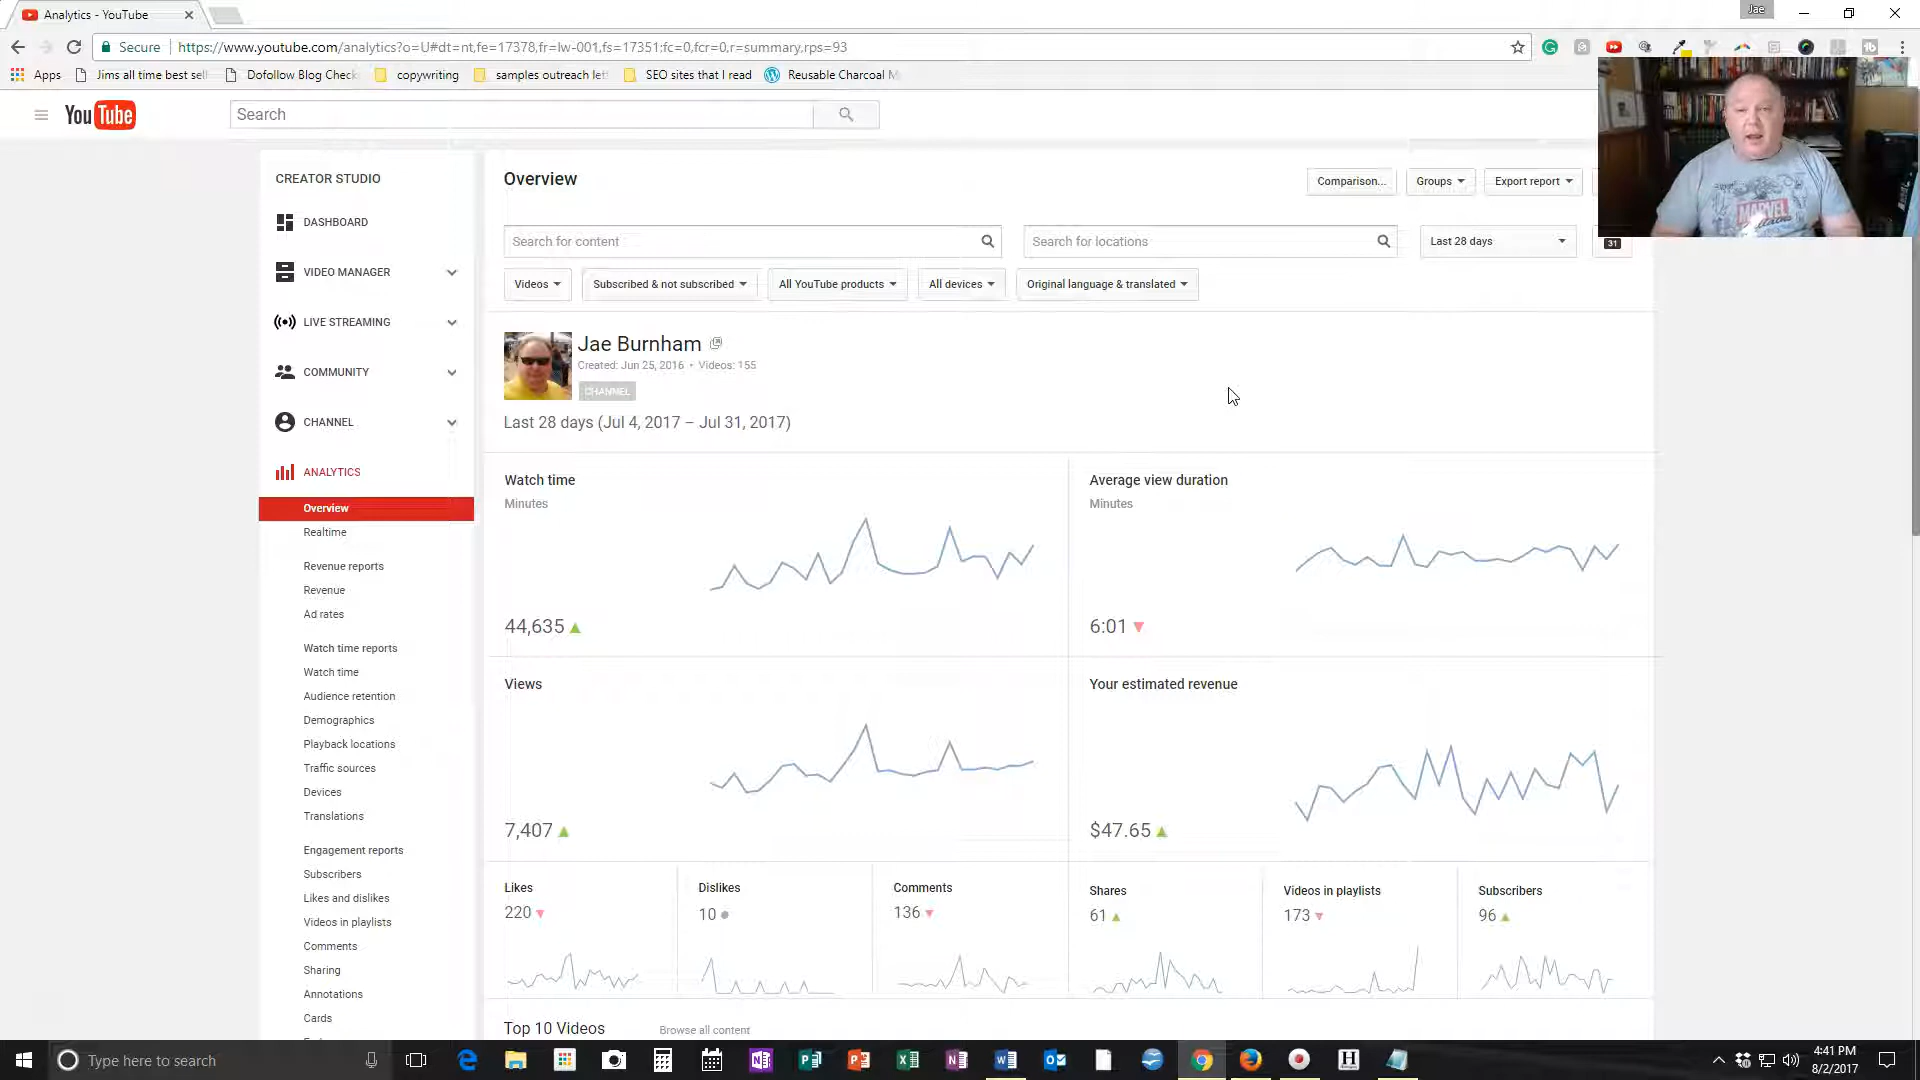 Analytics - YouTube
Jae
Secure
https://www.youtube.com/analytics?o=U#dt=nt,fe=17378,fr=lw-001,fs=17351;fc=0,fcr=0,r=summary,rps=93
Apps
Jims all time best sell
Dofollow Blog Check
copywriting
samples outreach let
SEO sites that I read
Reusable Charcoal M
YouTube
Search
CREATOR STUDIO
DASHBOARD
VIDEO MANAGER
LIVE STREAMING
COMMUNITY
CHANNEL
ANALYTICS
Overview
Realtime
Revenue reports
Revenue
Ad rates
Watch time reports
Watch time
Audience retention
Demographics
Playback locations
Traffic sources
Devices
Translations
Engagement reports
Subscribers
Likes and dislikes
Videos in playlists
Comments
Sharing
Annotations
Cards
Overview
Comparison...
Groups
Export report
Search for content
Search for locations
Last 28 days
31
Videos
Subscribed & not subscribed
All YouTube products
All devices
Original language & translated
Jae Burnham
Created: Jun 25, 2016 • Videos: 155
CHANNEL
Last 28 days (Jul 4, 2017 – Jul 31, 2017)
Watch time
Minutes
44,635
Average view duration
Minutes
6:01
Views
7,407
Your estimated revenue
$47.65
Likes
220
Dislikes
10
Comments
136
Shares
61
Videos in playlists
173
Subscribers
96
Top 10 Videos
Browse all content
MARVEL
Type here to search
4:41 PM
8/2/2017